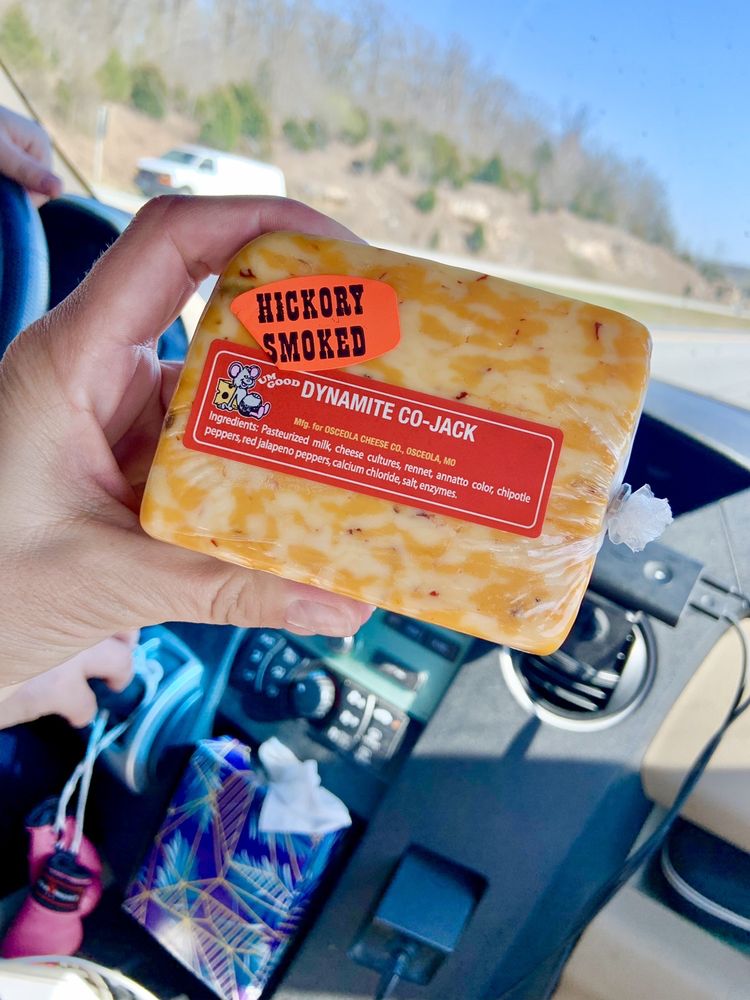 HICKORY
SMOKED
UM
GOOD
DYNAMITE CO-JACK
Mfg. for OSCEOLA CHEESE CO., OSCEOLA, MO
Ingredients: Pasteurized milk, cheese cultures, rennet, annatto color, chipotle
peppers, red jalapeno peppers, calcium chloride, salt, enzymes.